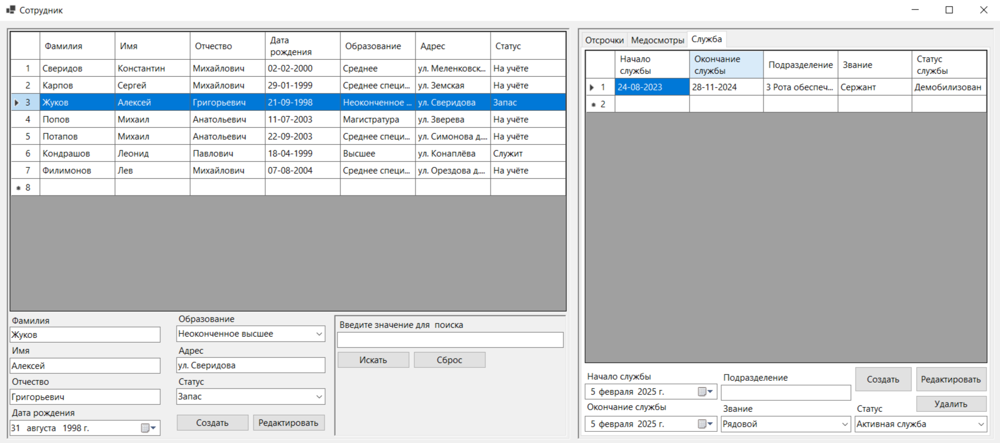 Сотрудник
Фамилия Имя Отчество Дата рождения Образование Адрес Статус
1 Сверидов Константин Михайлович 02-02-2000 Среднее ул. Меленковск... На учёте
2 Карпов Сергей Михайлович 29-01-1999 Среднее специ... ул. Земская На учёте
3 Жуков Алексей Григорьевич 21-09-1998 Неоконченное ... ул. Сверидова Запас
4 Попов Михаил Анатольевич 11-07-2003 Магистратура ул. Зверева На учёте
5 Потапов Михаил Анатольевич 22-09-2003 Среднее специ... ул. Симонова д.... На учёте
6 Кондрашов Леонид Павлович 18-04-1999 Высшее ул. Конаплёва Служит
7 Филимонов Лев Михайлович 07-08-2004 Среднее специ... ул. Орездова д.... На учёте
8
Фамилия
Жуков
Имя
Алексей
Отчество
Григорьевич
Дата рождения
31 августа 1998 г.
Образование
Неоконченное высшее
Адрес
ул. Сверидова
Статус
Запас
Создать Редактировать
Введите значение для поиска
Искать Сброс
Отсрочки Медосмотры Служба
Начало службы Окончание службы Подразделение Звание Статус службы
1 24-08-2023 28-11-2024 3 Рота обеспеч... Сержант Демобилизован
2
Начало службы
5 февраля 2025 г.
Окончание службы
5 февраля 2025 г.
Подразделение
Звание
Рядовой
Создать Редактировать
Удалить
Статус
Активная служба